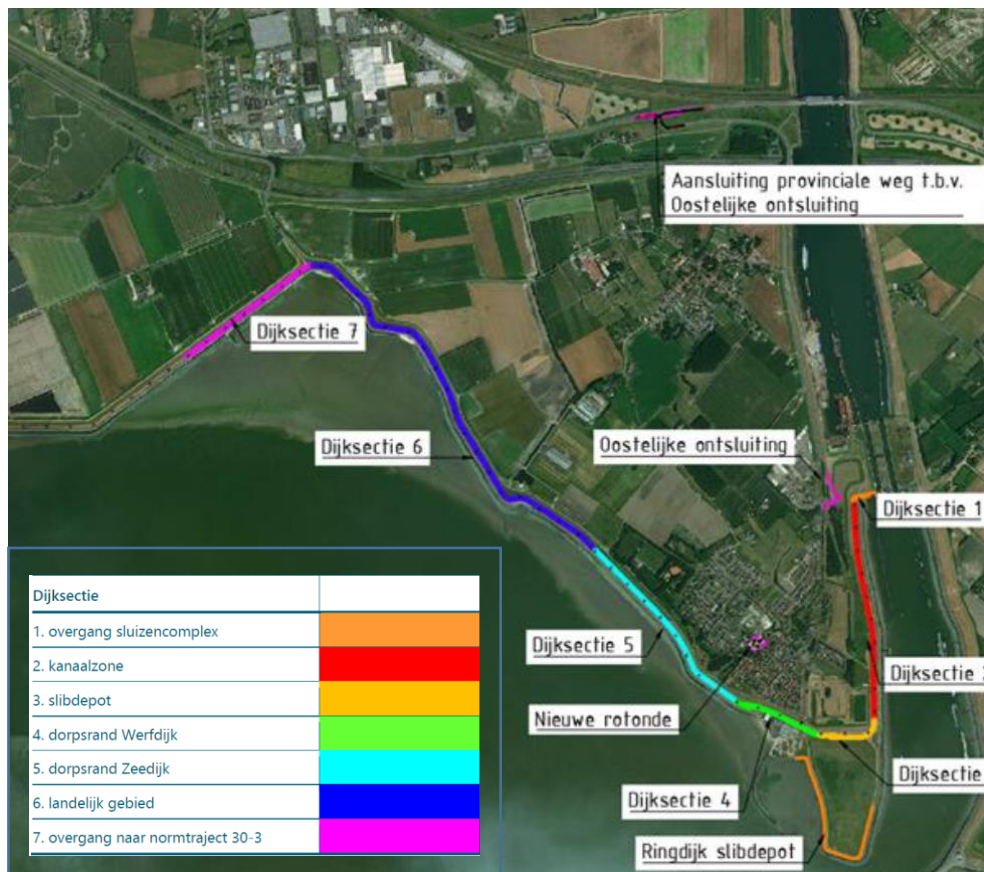 Aansluiting provinciale weg t.b.v.
Oostelijke ontsluiting
Dijksectie 7
Dijksectie 6
Oostelijke ontsluiting
Dijksectie 1
Dijksectie 5
Dijksectie
Nieuwe rotonde
Dijksectie
Dijksectie 4
Ringdijk slibdepot
Dijksectie
1. overgang sluizencomplex
2. kanaalzone
3. slibdepot
4. dorpsrand Werfdijk
5. dorpsrand Zeedijk
6. landelijk gebied
7. overgang naar normtraject 30-3